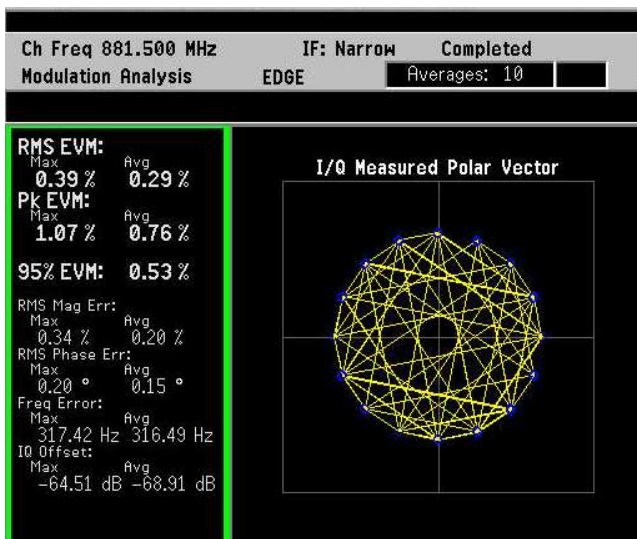 Ch Freq 881.500 MHz IF: Narrow Completed
Modulation Analysis EDGE Averages: 10
RMS EVM:
Max Avg
0.39 % 0.29 %
Pk EVM:
Max Avg
1.07 % 0.76 %
95% EVM: 0.53 %
RMS Mag Err:
Max Avg
0.34 % 0.20 %
RMS Phase Err:
Max Avg
0.20 ° 0.15 °
Freq Error:
Max Avg
317.42 Hz 316.49 Hz
IQ Offset:
Max Avg
-64.51 dB -68.91 dB
I/Q Measured Polar Vector